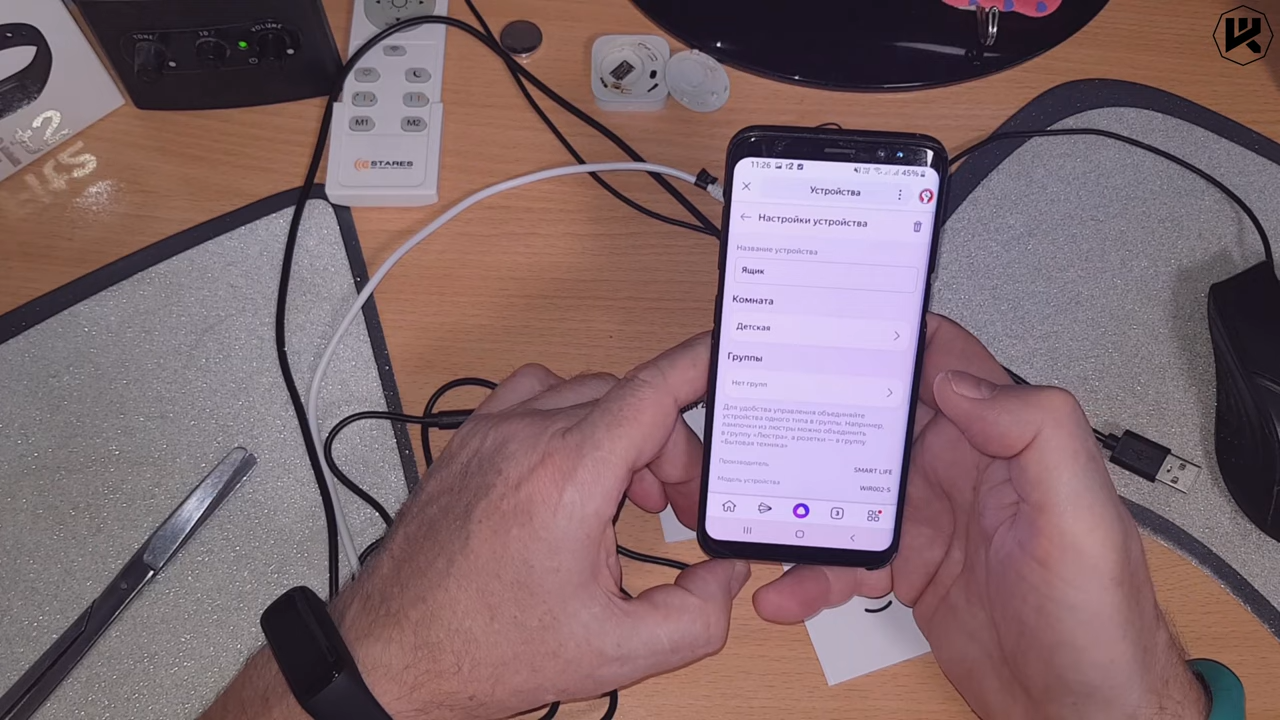 TONE
VOLUME
M1
M2
STARES
11:26
45%
Устройства
Настройки устройства
Название устройства
Ящик
Комната
Детская
Группы
Нет групп
Для удобства управления объединяйте
устройства одного типа в группы. Например,
лампочки из люстры можно объединить
в группу «Люстра», а розетки — в группу
«Бытовая техника»
Производитель
SMART LIFE
Модель устройства
WIR002-S
3